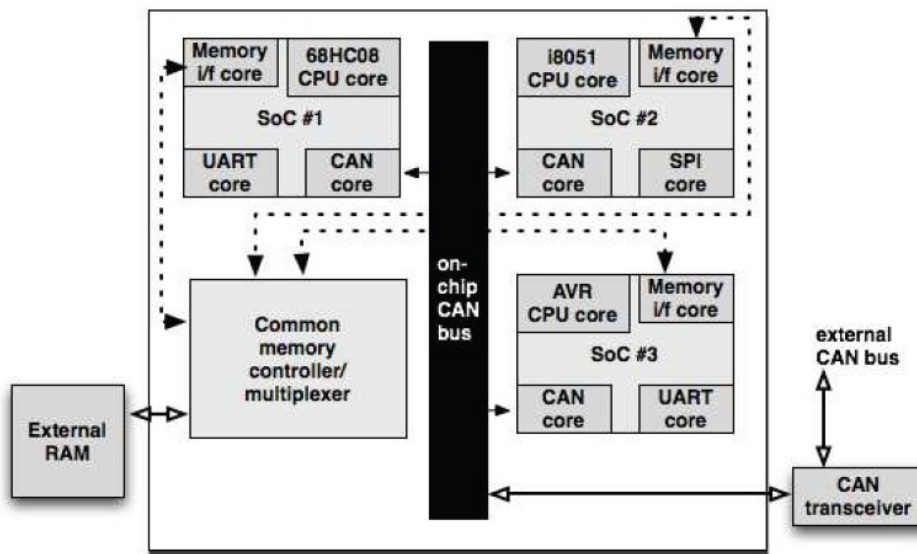 Memory
i/f core
68HC08
CPU core
SoC #1
UART
core
CAN
core
i8051
CPU core
Memory
i/f core
SoC #2
CAN
core
SPI
core
on-
chip
CAN
bus
Common
memory
controller/
multiplexer
AVR
CPU core
Memory
i/f core
SoC #3
CAN
core
UART
core
external
CAN bus
External
RAM
CAN
transceiver